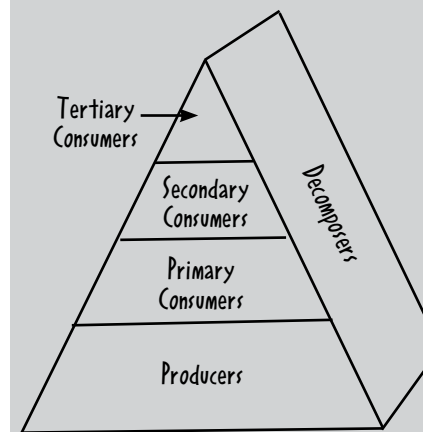 Tertiary
Consumers
Secondary
Consumers
Primary
Consumers
Producers
Decomposers